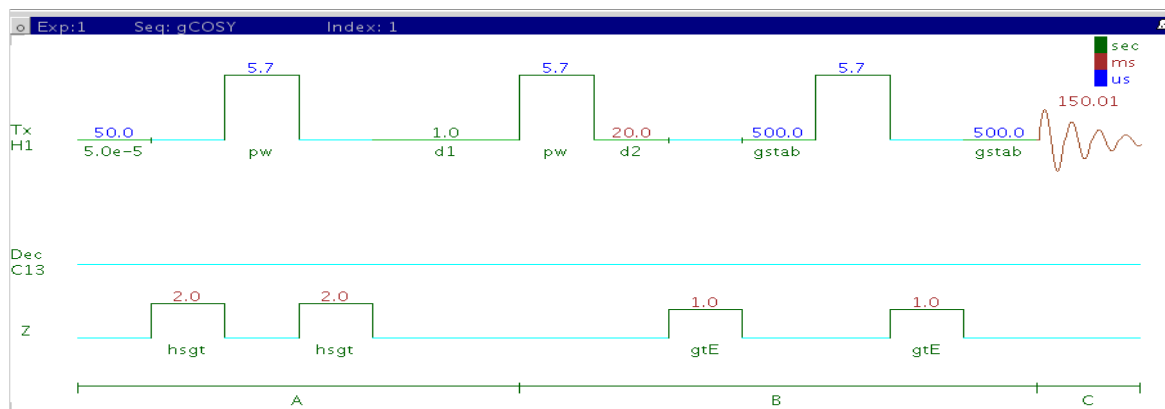 o Exp:1 Seq: gCOSY Index: 1
sec
ms
us
5.7 5.7 5.7 150.01
Tx
H1
50.0 1.0 20.0 500.0 500.0
5.0e-5 pw d1 pw d2 gstab gstab
Dec
C13
Z
2.0 2.0 1.0 1.0
hsgt hsgt gtE gtE
A B C